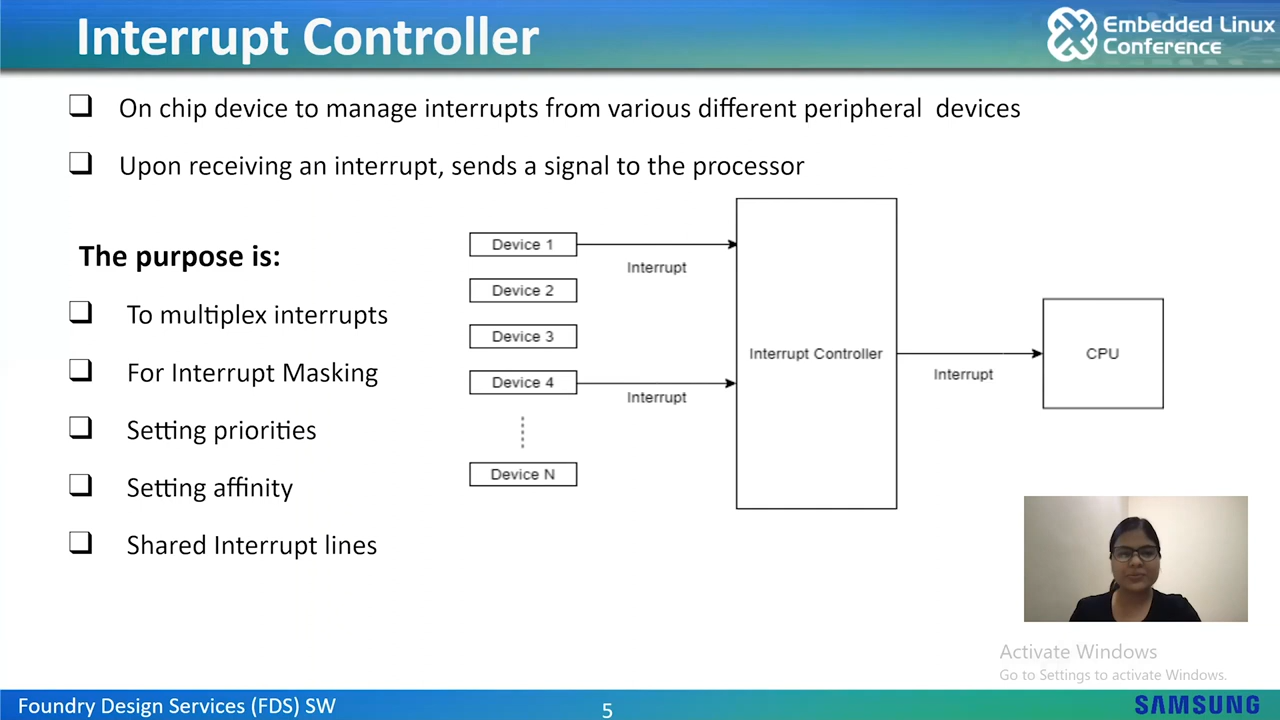 Interrupt Controller
Embedded Linux
Conference
On chip device to manage interrupts from various different peripheral devices
Upon receiving an interrupt, sends a signal to the processor
The purpose is:
To multiplex interrupts
For Interrupt Masking
Setting priorities
Setting affinity
Shared Interrupt lines
Device 1
Interrupt
Device 2
Device 3
Device 4
Interrupt
Device N
Interrupt Controller
Interrupt
CPU
Activate Windows
Go to Settings to activate Windows.
Foundry Design Services (FDS) SW
5
SAMSUNG